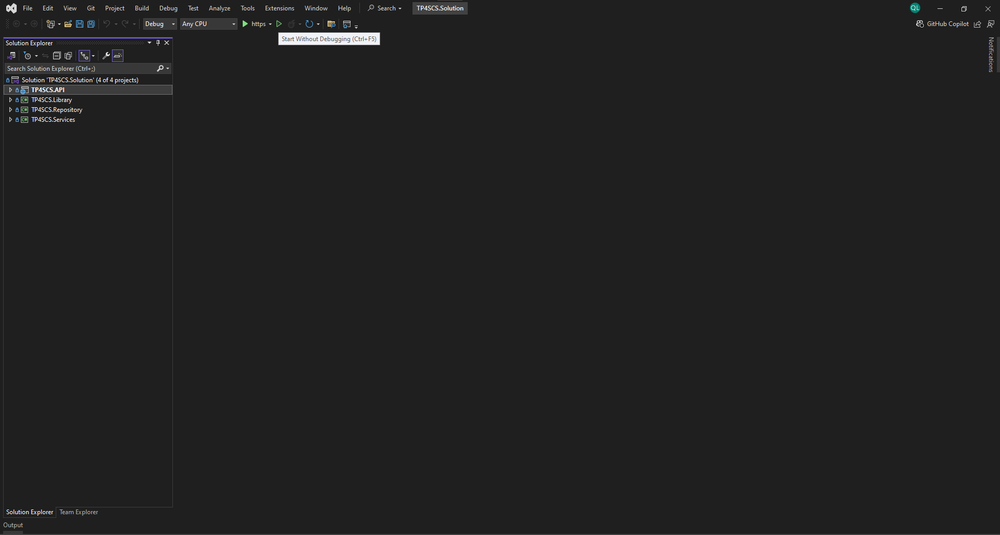 File Edit View Git Project Build Debug Test Analyze Tools Extensions Window Help Search TP4SCS.Solution QL
Debug Any CPU https GitHub Copilot
Start Without Debugging (Ctrl+F5)
Notifications
Solution Explorer
Search Solution Explorer (Ctrl+;)
Solution 'TP4SCS.Solution' (4 of 4 projects)
TP4SCS.API
C# TP4SCS.Library
C# TP4SCS.Repository
C# TP4SCS.Services
Solution Explorer Team Explorer
Output